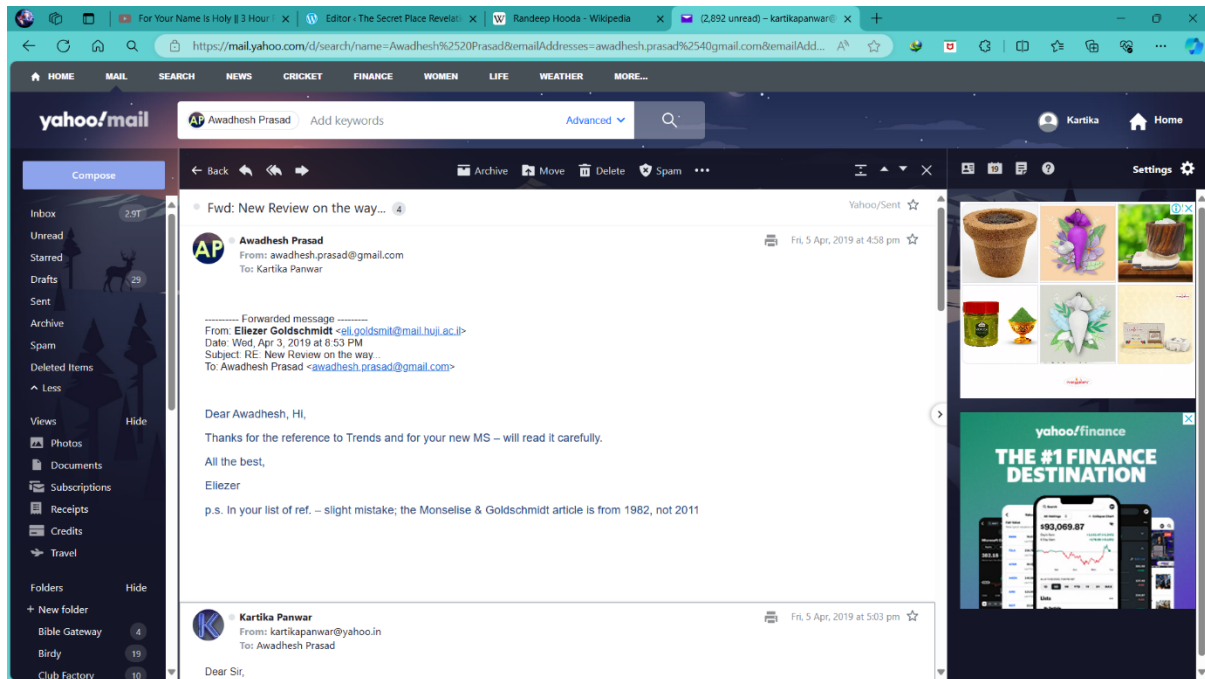 For Your Name Is Holy || 3 Hour
Editor ‹ The Secret Place Revelati
Randeep Hooda - Wikipedia
(2,892 unread) – kartikapanwar@
https://mail.yahoo.com/d/search/name=Awadhesh%2520Prasad&emailAddresses=awadhesh.prasad%2540gmail.com&emailAdd...
HOME MAIL SEARCH NEWS CRICKET FINANCE WOMEN LIFE WEATHER MORE...
yahoo!mail
AP Awadhesh Prasad Add keywords Advanced
Kartika Home
Compose
Back Archive Move Delete Spam
19 Settings
Inbox 2.9T
Unread
Starred
Drafts 29
Sent
Archive
Spam
Deleted Items
Less
Views Hide
Photos
Documents
Subscriptions
Receipts
Credits
Travel
Folders Hide
+ New folder
Bible Gateway 4
Birdy 19
Club Factory 10
Fwd: New Review on the way... 4 Yahoo/Sent
AP Awadhesh Prasad Fri, 5 Apr, 2019 at 4:58 pm
From: awadhesh.prasad@gmail.com
To: Kartika Panwar
---------- Forwarded message ---------
From: Eliezer Goldschmidt <eli.goldsmit@mail.huji.ac.il>
Date: Wed, Apr 3, 2019 at 8:53 PM
Subject: RE: New Review on the way...
To: Awadhesh Prasad <awadhesh.prasad@gmail.com>
Dear Awadhesh, Hi,
Thanks for the reference to Trends and for your new MS – will read it carefully.
All the best,
Eliezer
p.s. In your list of ref. – slight mistake; the Monselise & Goldschmidt article is from 1982, not 2011
K Kartika Panwar Fri, 5 Apr, 2019 at 5:03 pm
From: kartikapanwar@yahoo.in
To: Awadhesh Prasad
Dear Sir,
yahoo!finance
THE #1 FINANCE
DESTINATION
$93,069.87
Lists